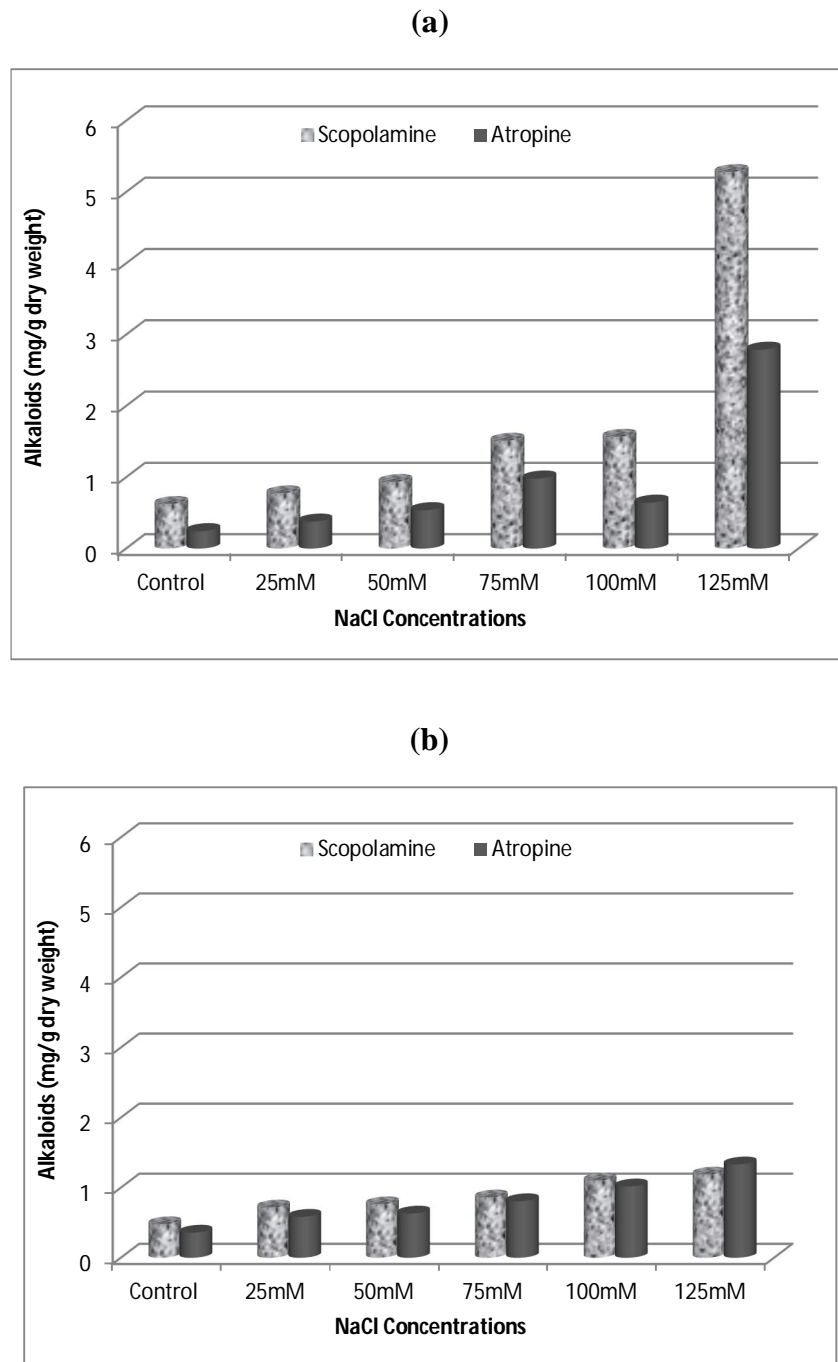 (a)
Scopolamine Atropine
6
5
4
3
2
1
0
Alkaloids (mg/g dry weight)
Control 25mM 50mM 75mM 100mM 125mM
NaCl Concentrations
(b)
Scopolamine Atropine
6
5
4
3
2
1
0
Alkaloids (mg/g dry weight)
Control 25mM 50mM 75mM 100mM 125mM
NaCl Concentrations